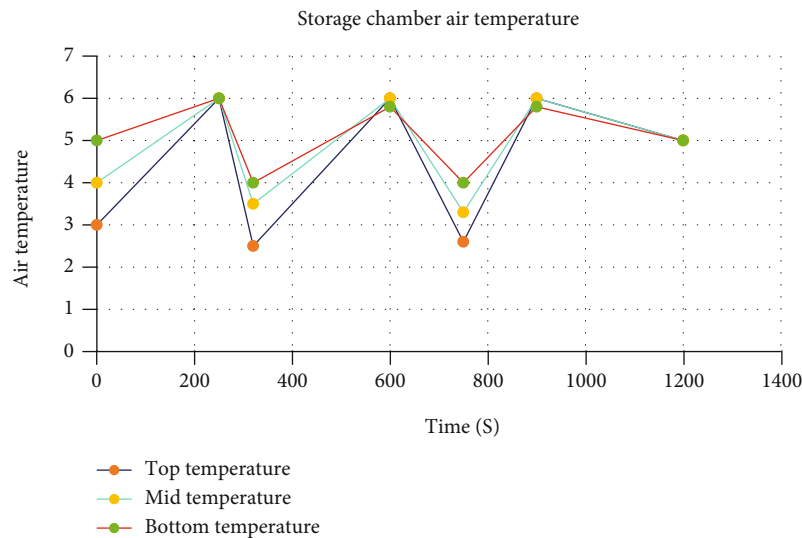 Storage chamber air temperature
7
6
5
4
3
2
1
0
Air temperature
0 200 400 600 800 1000 1200 1400
Time (S)
Top temperature
Mid temperature
Bottom temperature